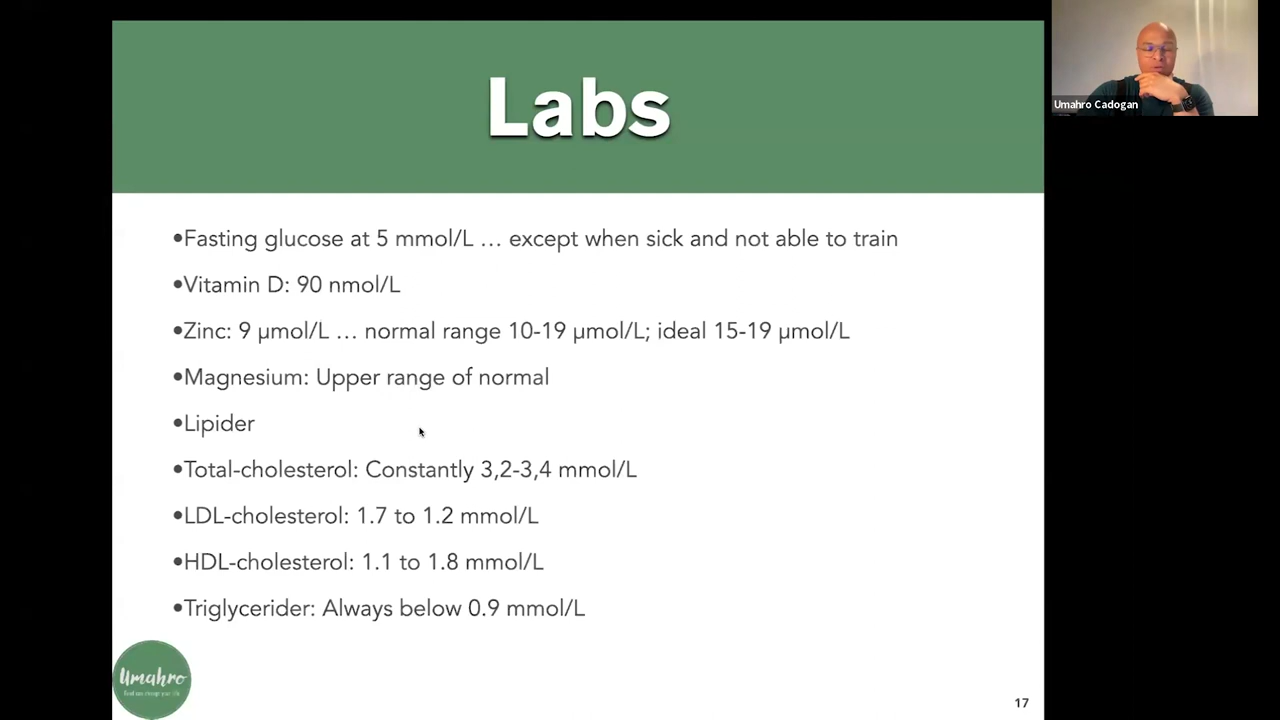 Labs
Umahro Cadogan
•Fasting glucose at 5 mmol/L … except when sick and not able to train
•Vitamin D: 90 nmol/L
•Zinc: 9 µmol/L … normal range 10-19 µmol/L; ideal 15-19 µmol/L
•Magnesium: Upper range of normal
•Lipider
•Total-cholesterol: Constantly 3,2-3,4 mmol/L
•LDL-cholesterol: 1.7 to 1.2 mmol/L
•HDL-cholesterol: 1.1 to 1.8 mmol/L
•Triglycerider: Always below 0.9 mmol/L
Umahro
17